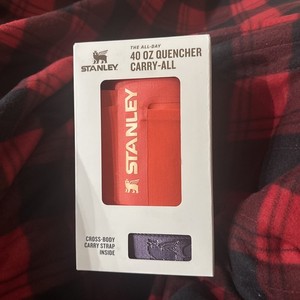 THE ALL-DAY
STANLEY
40 OZ QUENCHER
CARRY-ALL
STANLEY
CROSS-BODY
CARRY STRAP
INSIDE